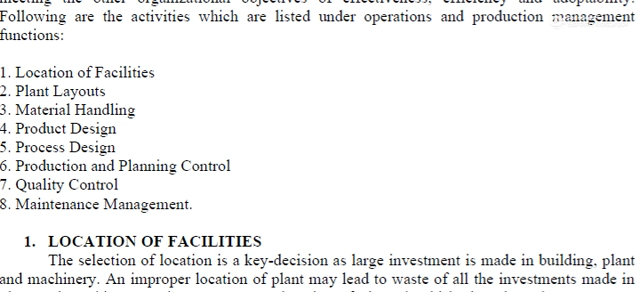 Following are the activities which are listed under operations and production management
functions:
1. Location of Facilities
2. Plant Layouts
3. Material Handling
4. Product Design
5. Process Design
6. Production and Planning Control
7. Quality Control
8. Maintenance Management.
1. LOCATION OF FACILITIES
The selection of location is a key-decision as large investment is made in building, plant
and machinery. An improper location of plant may lead to waste of all the investments made in